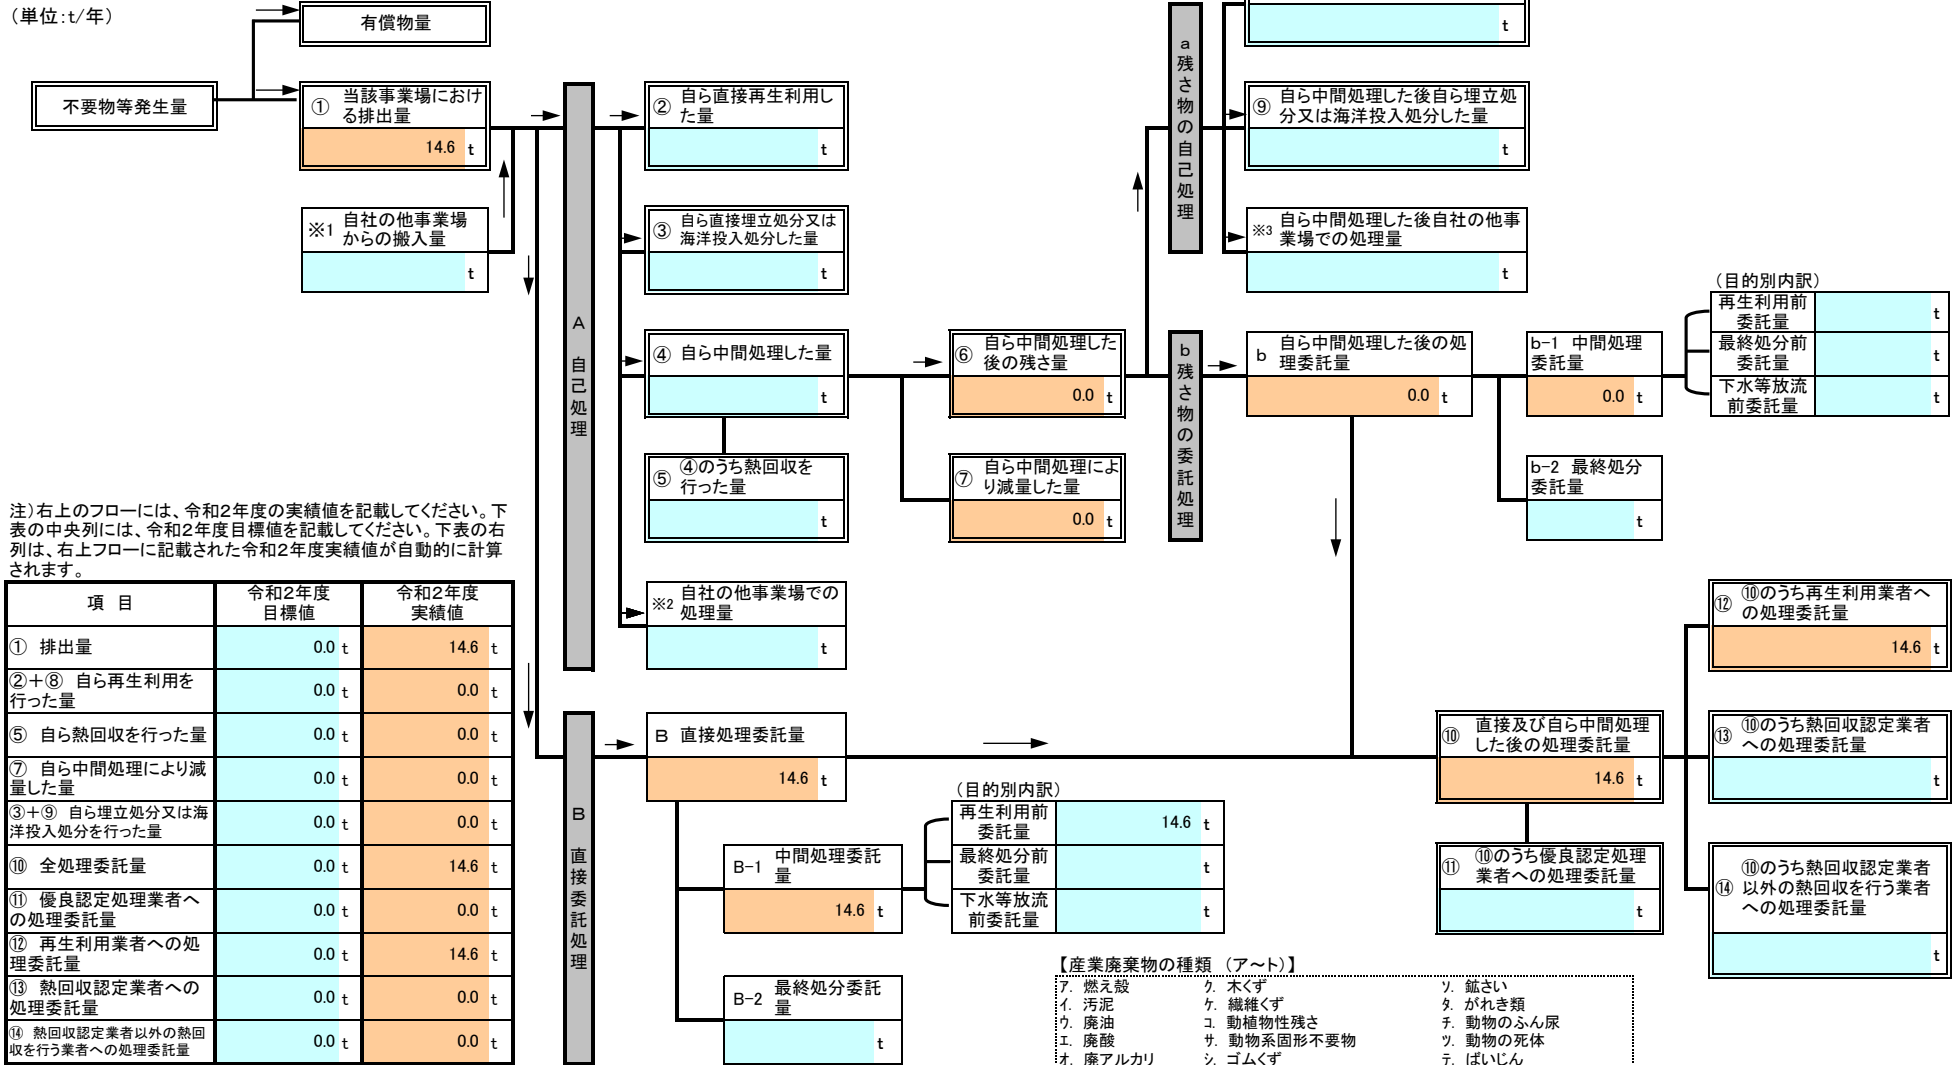 （単位：t/年）
有償物量
t
不要物等発生量
① 当該事業場におけ
る排出量
14.6 t
※1 自社の他事業場
からの搬入量
t
A 自己処理
② 自ら直接再生利用し
た量
t
③ 自ら直接埋立処分又は
海洋投入処分した量
t
④ 自ら中間処理した量
t
⑤ ④のうち熱回収を
行った量
t
※2 自社の他事業場での
処理量
t
⑥ 自ら中間処理した
後の残さ量
0.0 t
⑦ 自ら中間処理によ
り減量した量
0.0 t
a 残さ物の自己処理
⑨ 自ら中間処理した後自ら埋立処
分又は海洋投入処分した量
t
※3 自ら中間処理した後自社の他事
業場での処理量
t
b 残さ物の委託処理
b 自ら中間処理した後の処
理委託量
0.0 t
b-1 中間処理
委託量
0.0 t
b-2 最終処分
委託量
t
（目的別内訳）
再生利用前
委託量
t
最終処分前
委託量
t
下水等放流
前委託量
t
注）右上のフローには、令和2年度の実績値を記載してください。下
表の中央列には、令和2年度目標値を記載してください。下表の右
列は、右上フローに記載された令和2年度実績値が自動的に計算
されます。
項 目 令和2年度
目標値 令和2年度
実績値
① 排出量 0.0 t 14.6 t
②＋⑧ 自ら再生利用を
行った量 0.0 t 0.0 t
⑤ 自ら熱回収を行った量 0.0 t 0.0 t
⑦ 自ら中間処理により減
量した量 0.0 t 0.0 t
③＋⑨ 自ら埋立処分又は海
洋投入処分を行った量 0.0 t 0.0 t
⑩ 全処理委託量 0.0 t 14.6 t
⑪ 優良認定処理業者へ
の処理委託量 0.0 t 0.0 t
⑫ 再生利用業者への処
理委託量 0.0 t 14.6 t
⑬ 熱回収認定業者への
処理委託量 0.0 t 0.0 t
⑭ 熱回収認定業者以外の熱回
収を行う業者への処理委託量 0.0 t 0.0 t
B 直接委託処理
B 直接処理委託量
14.6 t
B-1 中間処理委託
量
14.6 t
B-2 最終処分委託
量
t
（目的別内訳）
再生利用前
委託量
14.6 t
最終処分前
委託量
t
下水等放流
前委託量
t
⑩ 直接及び自ら中間処理
した後の処理委託量
14.6 t
⑪ ⑩のうち優良認定処理
業者への処理委託量
t
⑫ ⑩のうち再生利用業者へ
の処理委託量
14.6 t
⑬ ⑩のうち熱回収認定業者
への処理委託量
t
⑭ ⑩のうち熱回収認定業者
以外の熱回収を行う業者
への処理委託量
t
【産業廃棄物の種類 （ア～ト）】
ア. 燃え殻 ク. 木くず ソ. 鉱さい
イ. 汚泥 ケ. 繊維くず タ. がれき類
ウ. 廃油 コ. 動植物性残さ チ. 動物のふん尿
エ. 廃酸 サ. 動物系固形不要物 ツ. 動物の死体
オ. 廃アルカリ シ. ゴムくず テ. ばいじん